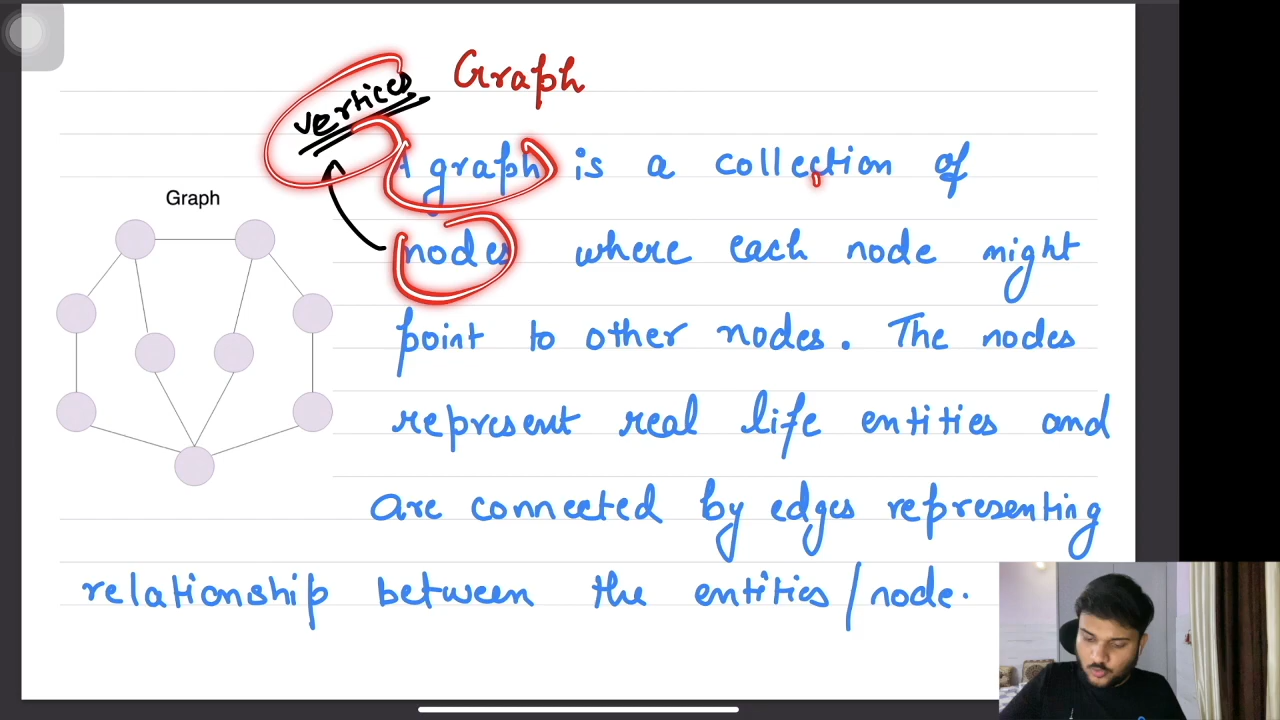 Graph
vertices
A graph is a collection of
nodes where each node might
Graph
point to other nodes. The nodes
represent real life entities and
are connected by edges representing
relationship between the entities/node.